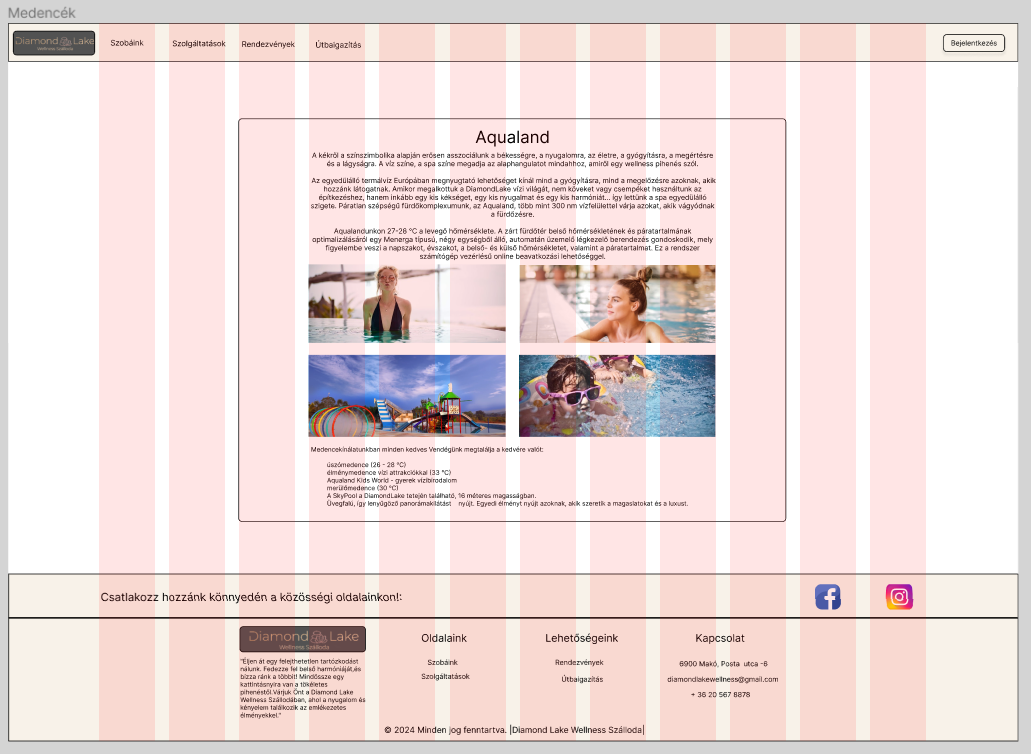 Medencék
Diamond Lake
Wellness Szálloda
Szobáink
Szolgáltatások
Rendezvények
Útbaigazítás
Bejelentkezés
Aqualand
A kékről a színszimbolika alapján erősen asszociálunk a békességre, a nyugalomra, az életre, a gyógyításra, a megértésre
és a lágyságra. A víz színe, a spa színe megadja az alaphangulatot mindahhoz, amiről egy wellness pihenés szól.
Az egyedülálló termálvíz Európában megnyugtató lehetőséget kínál mind a gyógyításra, mind a megelőzésre azoknak, akik
hozzánk látogatnak. Amikor megalkottuk a DiamondLake vízi világát, nem köveket vagy csempéket használtunk az
építkezéshez, hanem inkább egy kis kékséget, egy kis nyugalmat és egy kis harmóniát... így lettünk a spa egyedülálló
szigete. Páratlan szépségű fürdőkomplexumunk, az Aqualand, több mint 300 nm vízfelülettel várja azokat, akik vágyódnak
a fürdőzésre.
Aqualandunkon 27-28 °C a levegő hőmérséklete. A zárt fürdőtér belső hőmérsékletének és páratartalmának
optimalizálásáról egy Menerga típusú, négy egységből álló, automatán üzemelő légkezelő berendezés gondoskodik, mely
figyelembe veszi a napszakot, évszakot, a belső- és külső hőmérsékletet, valamint a páratartalmat. Ez a rendszer
számítógép vezérlésű online beavatkozási lehetőséggel.
Medencekínálatunkban minden kedves Vendégünk megtalálja a kedvére valót:
úszómedence (26 - 28 °C)
élménymedence vízi attrakciókkal (33 °C)
Aqualand Kids World - gyerek vízibirodalom
merülőmedence (30 °C)
A SkyPool a DiamondLake tetején található, 16 méteres magasságban.
Üvegfalú, így lenyűgöző panorámakilátást nyújt. Egyedi élményt nyújt azoknak, akik szeretik a magaslatokat és a luxust.
Csatlakozz hozzánk könnyedén a közösségi oldalainkon!:
Diamond Lake
Wellness Szálloda
"Éljen át egy felejthetetlen tartózkodást
nálunk. Fedezze fel belső harmóniáját,és
bízza ránk a többit! Mindössze egy
kattintásnyira van a tökéletes
pihenéstől.Várjuk Önt a Diamond Lake
Wellness Szállodában, ahol a nyugalom és
kényelem találkozik az emlékezetes
élményekkel."
Oldalaink
Szobáink
Szolgáltatások
Lehetőségeink
Rendezvények
Útbaigazítás
Kapcsolat
6900 Makó, Posta utca -6
diamondlakewellness@gmail.com
+ 36 20 567 8878
© 2024 Minden jog fenntartva. |Diamond Lake Wellness Szálloda|